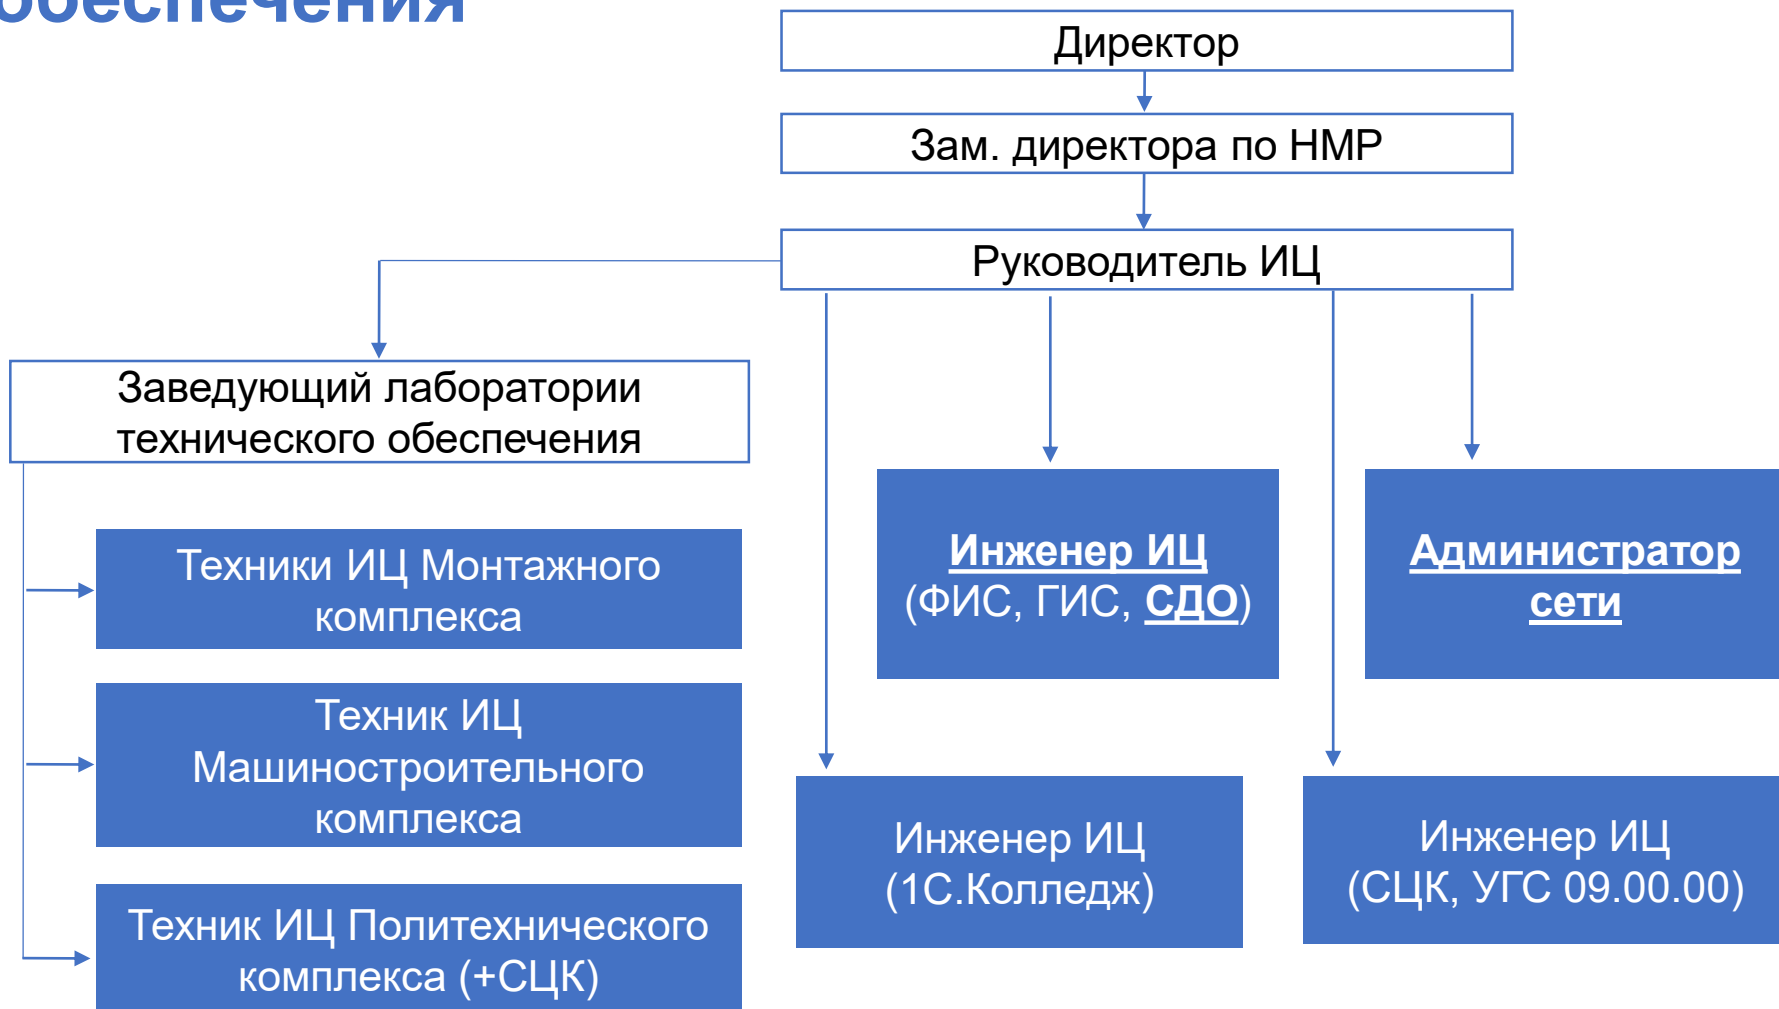 обеспечения
Директор
Зам. директора по НМР
Руководитель ИЦ
Заведующий лаборатории
технического обеспечения
Техники ИЦ Монтажного
комплекса
Техник ИЦ
Машиностроительного
комплекса
Техник ИЦ Политехнического
комплекса (+СЦК)
Инженер ИЦ
(ФИС, ГИС, СДО)
Администратор
сети
Инженер ИЦ
(1С.Колледж)
Инженер ИЦ
(СЦК, УГС 09.00.00)